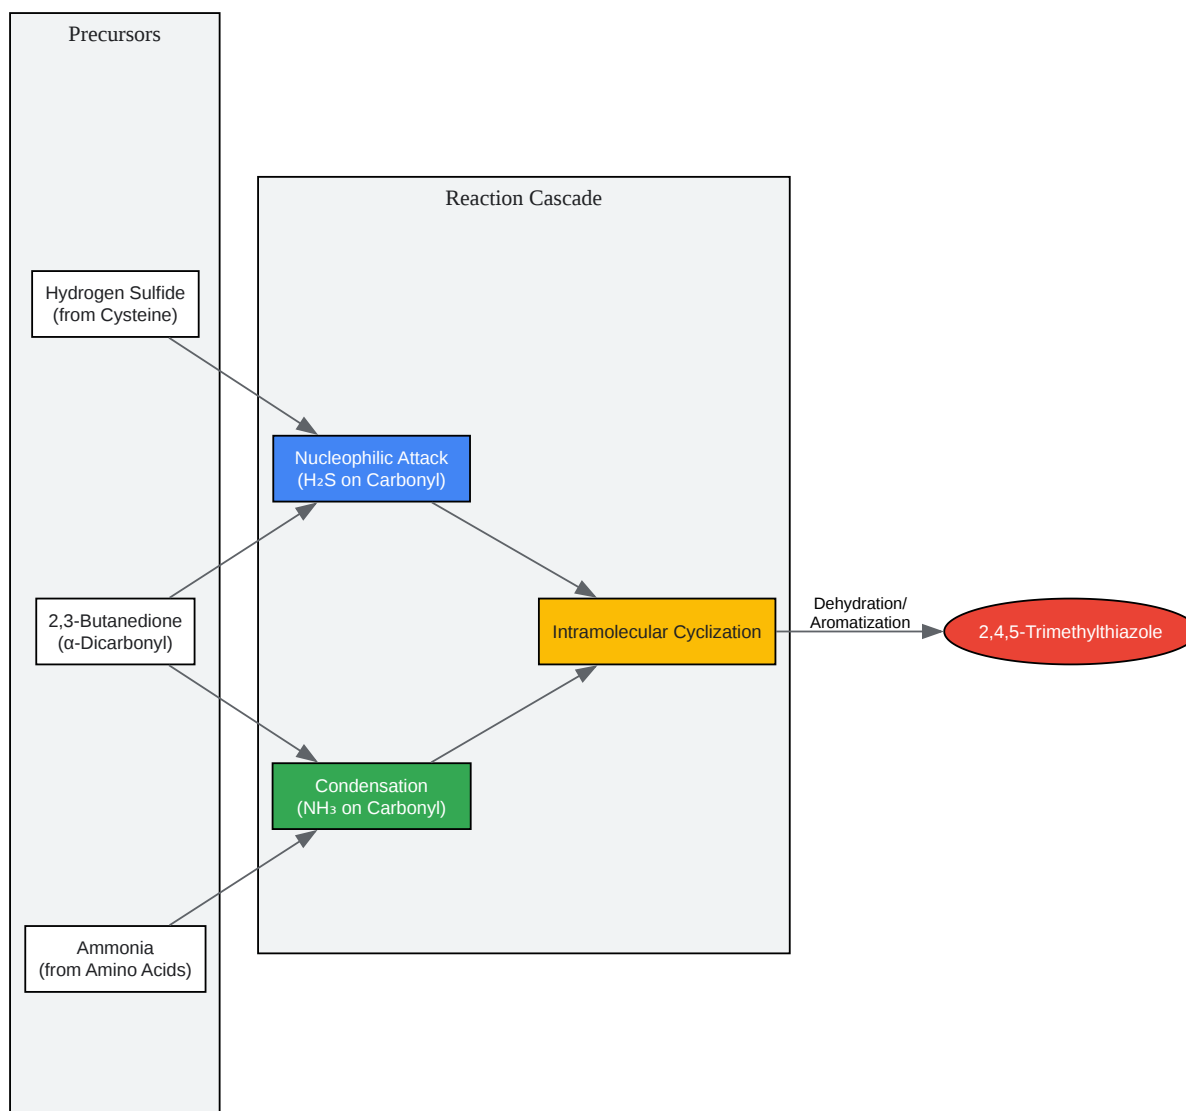 Precursors
Reaction Cascade
Hydrogen Sulfide
(from Cysteine)
Nucleophilic Attack
(H₂S on Carbonyl)
2,3-Butanedione
(α-Dicarbonyl)
Intramolecular Cyclization
Dehydration/
Aromatization
2,4,5-Trimethylthiazole
Condensation
(NH₃ on Carbonyl)
Ammonia
(from Amino Acids)